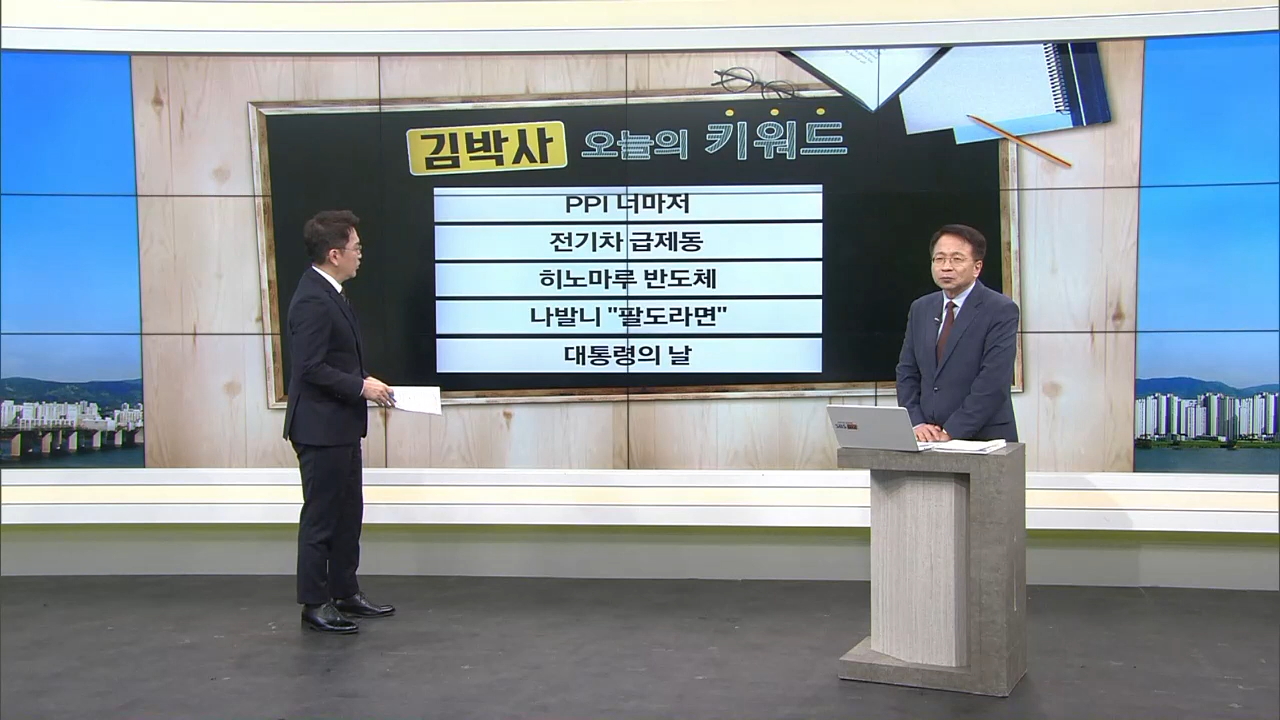 김박사 오늘의 키워드
PPI 너마저
전기차 급제동
히노마루 반도체
나발니 "팔도라면"
대통령의 날